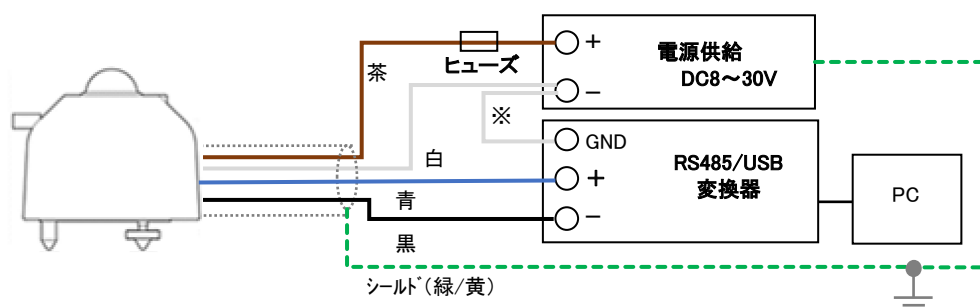 +
電源供給
DC8～30V
ヒューズ
茶
−
※
GND
白
RS485/USB
変換器
+
PC
青
−
黒
ｼｰﾙﾄﾞ(緑/黄)